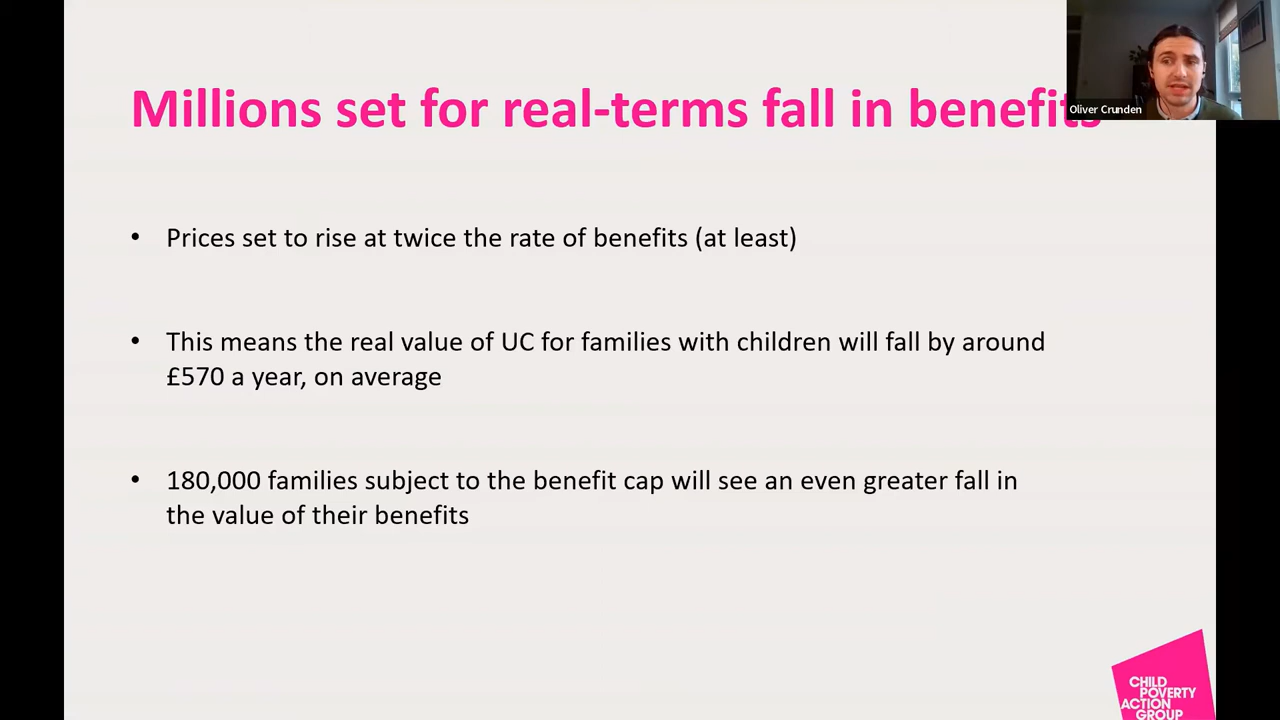 Millions set for real-terms fall in benefits
Oliver Crunden
• Prices set to rise at twice the rate of benefits (at least)
• This means the real value of UC for families with children will fall by around
£570 a year, on average
• 180,000 families subject to the benefit cap will see an even greater fall in
the value of their benefits
CHILD
POVERTY
ACTION
GROUP